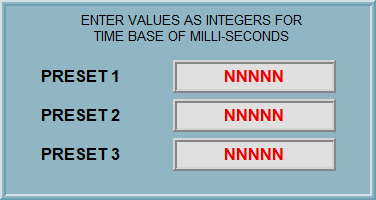 ENTER VALUES AS INTEGERS FOR
TIME BASE OF MILLI-SECONDS
PRESET 1 NNNNN
PRESET 2 NNNNN
PRESET 3 NNNNN